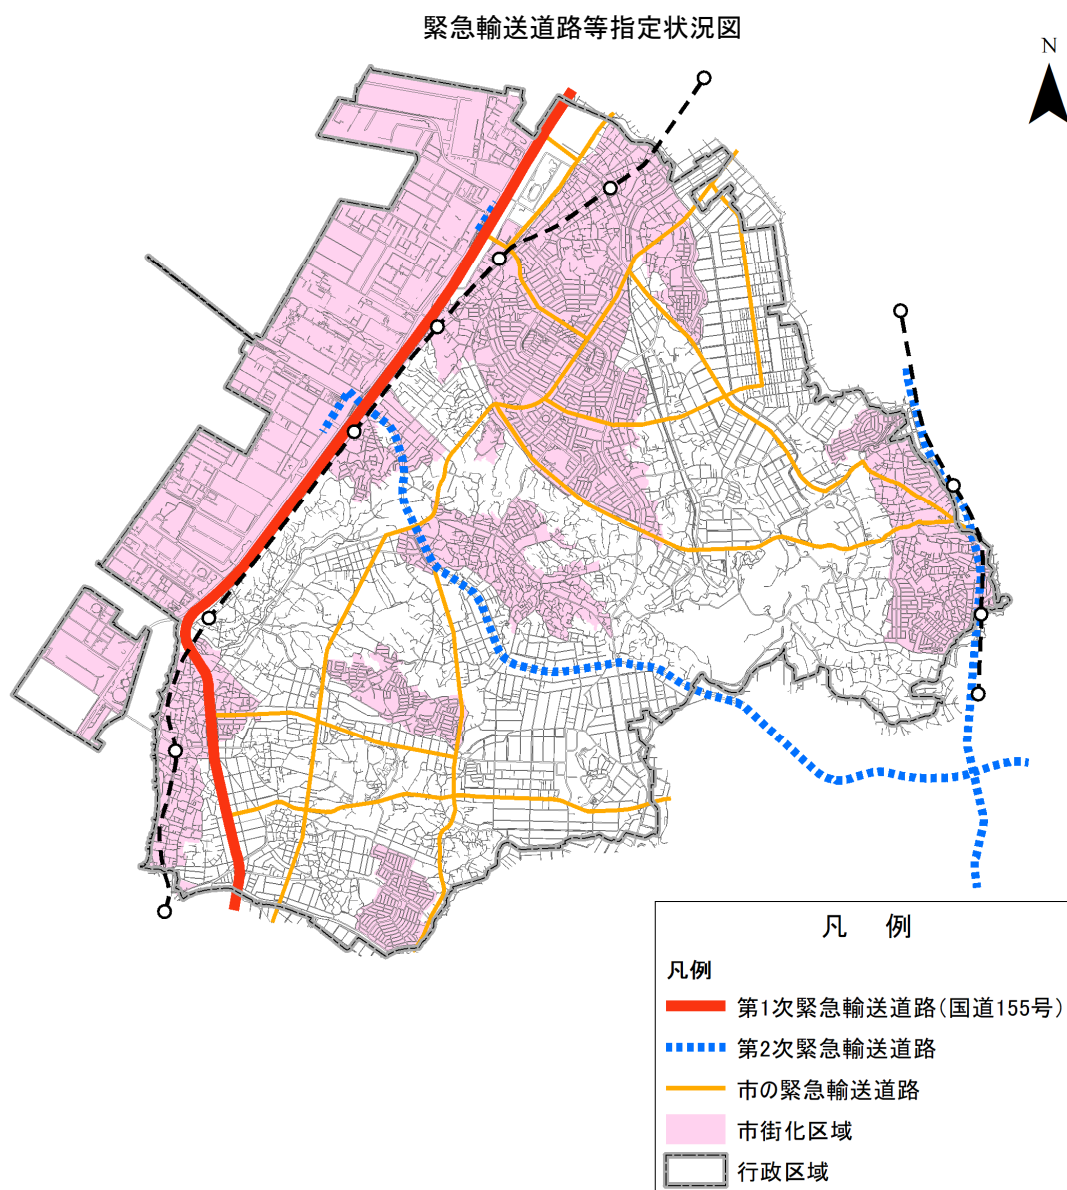 緊急輸送道路等指定状況図
N
凡 例
凡例
第1次緊急輸送道路(国道155号)
第2次緊急輸送道路
市の緊急輸送道路
市街化区域
行政区域